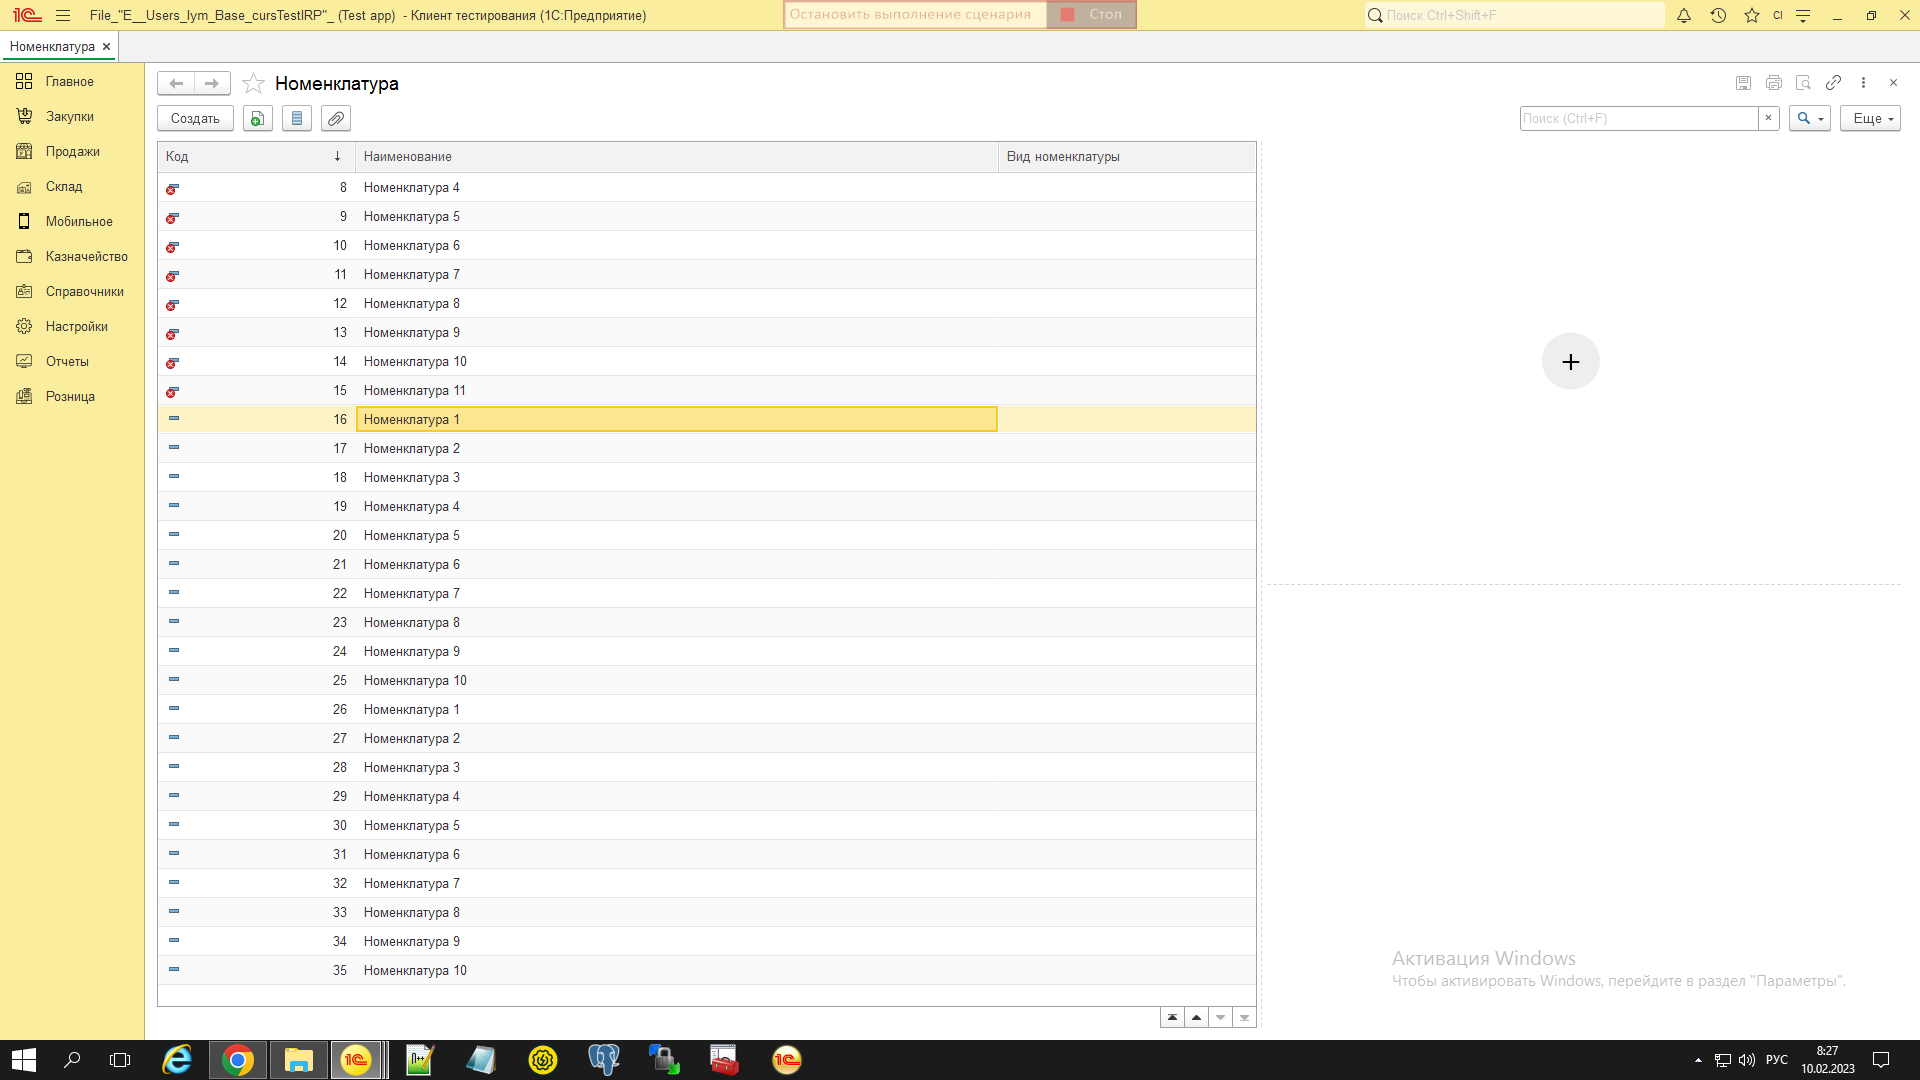 File_"E__Users_lym_Base_cursTestIRP"_ (Test app) - Клиент тестирования (1С:Предприятие)
Остановить выполнение сценария Стоп
Поиск Ctrl+Shift+F
CI
Номенклатура
Главное
Закупки
Продажи
Склад
Мобильное
Казначейство
Справочники
Настройки
Отчеты
Розница
Номенклатура
Создать
Поиск (Ctrl+F)
Еще
Код Наименование Вид номенклатуры
8 Номенклатура 4
9 Номенклатура 5
10 Номенклатура 6
11 Номенклатура 7
12 Номенклатура 8
13 Номенклатура 9
14 Номенклатура 10
15 Номенклатура 11
16 Номенклатура 1
17 Номенклатура 2
18 Номенклатура 3
19 Номенклатура 4
20 Номенклатура 5
21 Номенклатура 6
22 Номенклатура 7
23 Номенклатура 8
24 Номенклатура 9
25 Номенклатура 10
26 Номенклатура 1
27 Номенклатура 2
28 Номенклатура 3
29 Номенклатура 4
30 Номенклатура 5
31 Номенклатура 6
32 Номенклатура 7
33 Номенклатура 8
34 Номенклатура 9
35 Номенклатура 10
Активация Windows
Чтобы активировать Windows, перейдите в раздел "Параметры".
РУС
8:27
10.02.2023